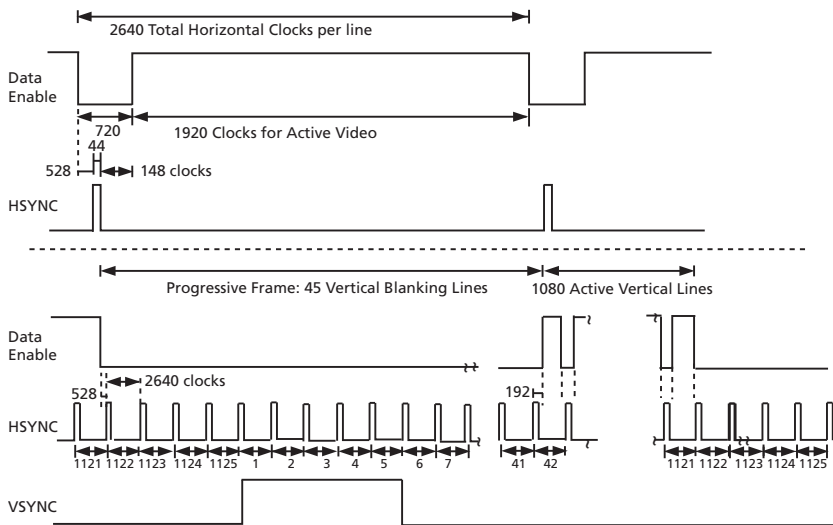 2640 Total Horizontal Clocks per line
Data
Enable
720
1920 Clocks for Active Video
44
528
148 clocks
HSYNC
Progressive Frame: 45 Vertical Blanking Lines
1080 Active Vertical Lines
Data
Enable
528
2640 clocks
192
HSYNC
1121 1122 1123 1124 1125 1 2 3 4 5 6 7 41 42 1121 1122 1123 1124 1125
VSYNC